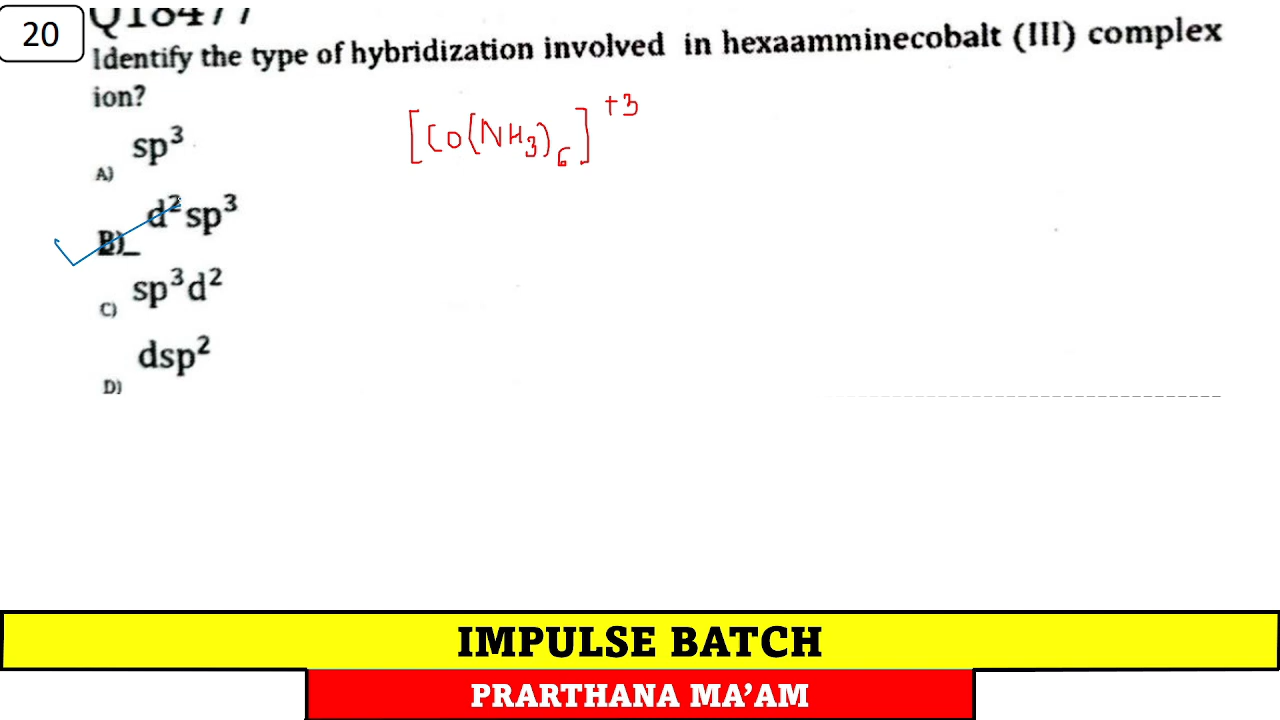 20
Q18477
Identify the type of hybridization involved in hexaamminecobalt (III) complex
ion?
[Co(NH₃)₆]⁺³
A) sp³
B) d²sp³
C) sp³d²
D) dsp²
IMPULSE BATCH
PRARTHANA MA'AM